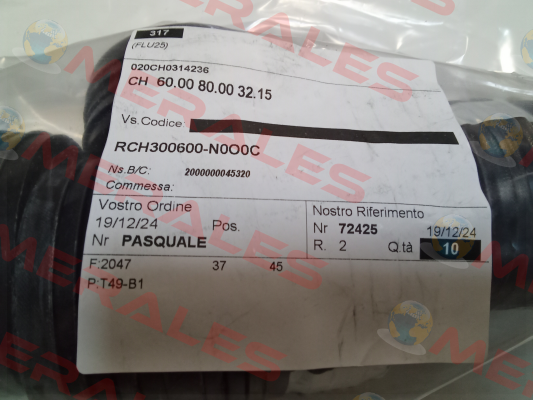 317
(FLU25)
020CH0314236
CH 60.00 80.00 32.15
Vs.Codice:
RCH300600-N0O0C
Ns.B/C: 2000000045320
Commessa:
Vostro Ordine
19/12/24 Pos.
Nr PASQUALE
Nostro Riferimento
Nr 72425 19/12/24
R. 2 Q.tà 10
F:2047 37 45
P:T49-B1
MERALES
MERALES
MERALES